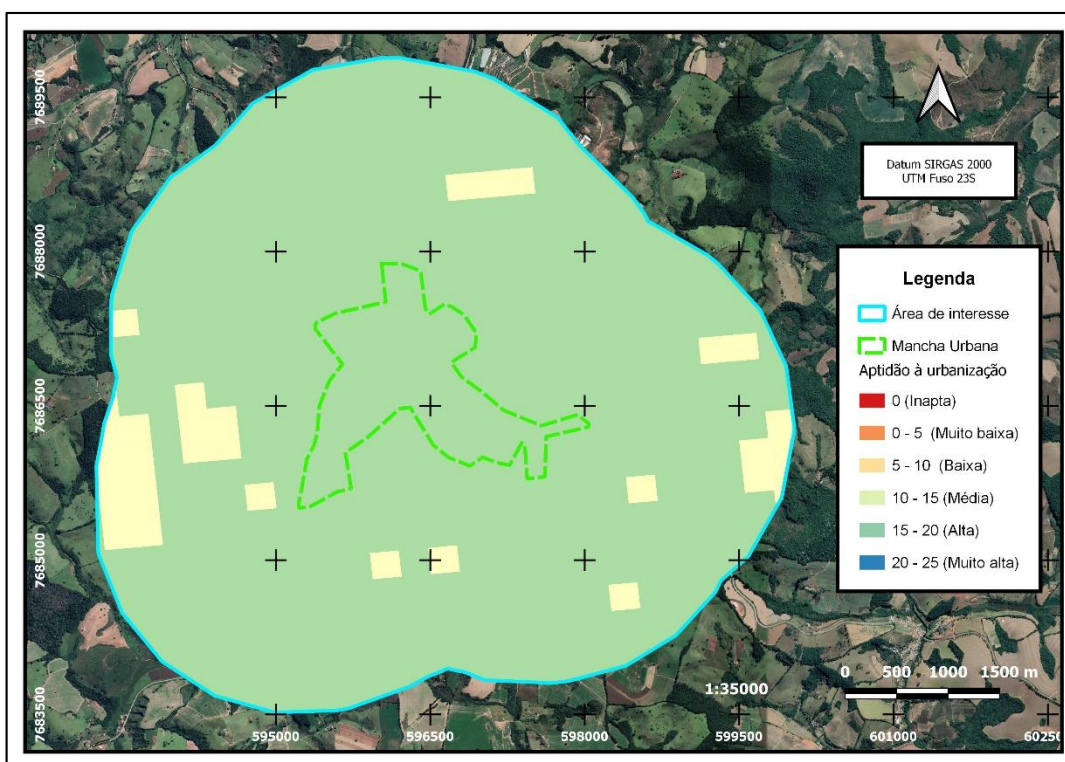 7689500
7688000
7686500
7685000
7683500
Datum SIRGAS 2000
UTM Fuso 23S
Legenda
Área de interesse
Mancha Urbana
Aptidão à urbanização
0 (Inapta)
0 - 5 (Muito baixa)
5 - 10 (Baixa)
10 - 15 (Média)
15 - 20 (Alta)
20 - 25 (Muito alta)
0 500 1000 1500 m
1:35000
595000 596500 598000 599500 601000 60250